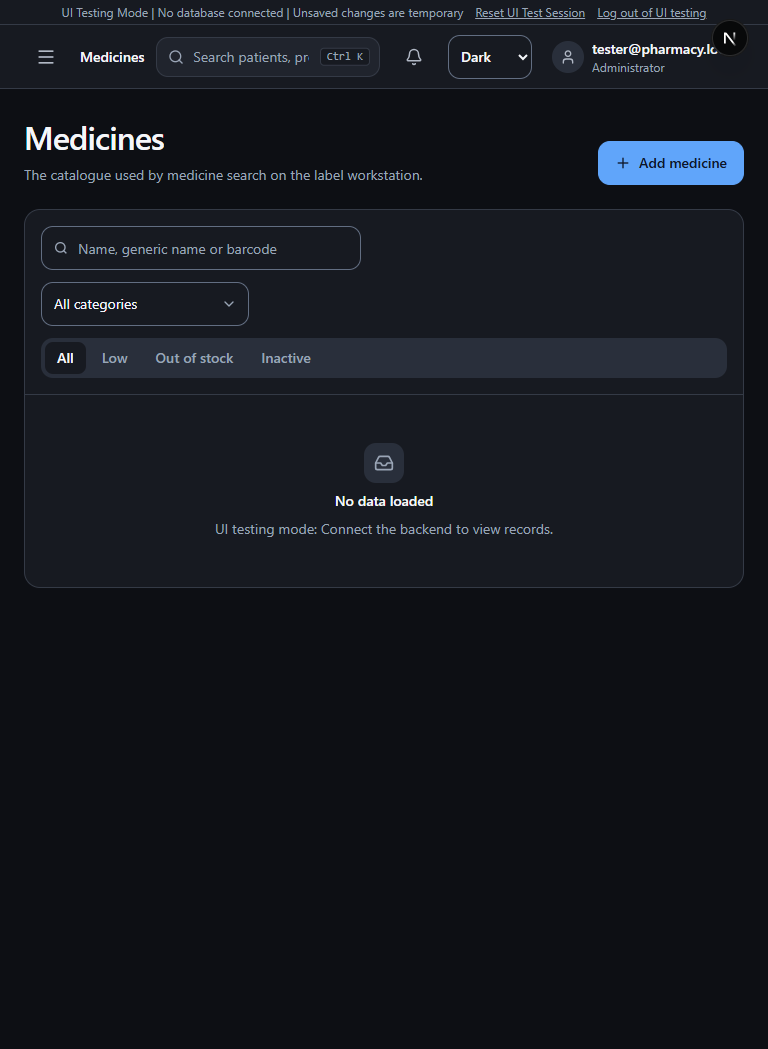 UI Testing Mode | No database connected | Unsaved changes are temporary Reset UI Test Session Log out of UI testing
Medicines Search patients, pr Ctrl K Dark tester@pharmacy.lo N
Administrator
Medicines
The catalogue used by medicine search on the label workstation.
Add medicine
Name, generic name or barcode
All categories
All Low Out of stock Inactive
No data loaded
UI testing mode: Connect the backend to view records.